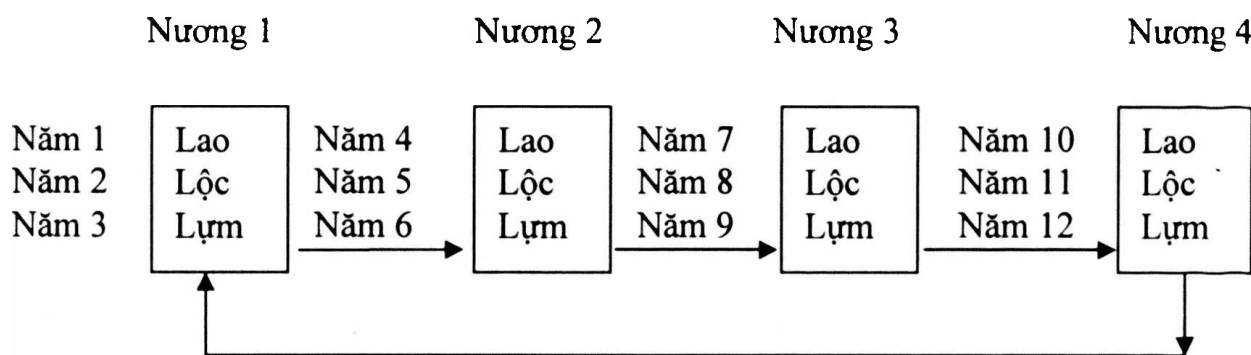 Nương 1 Nương 2 Nương 3 Nương 4
Năm 1 Lao Năm 4 Lao Năm 7 Lao Năm 10 Lao
Năm 2 Lộc Năm 5 Lộc Năm 8 Lộc Năm 11 Lộc
Năm 3 Lựm Năm 6 Lựm Năm 9 Lựm Năm 12 Lựm